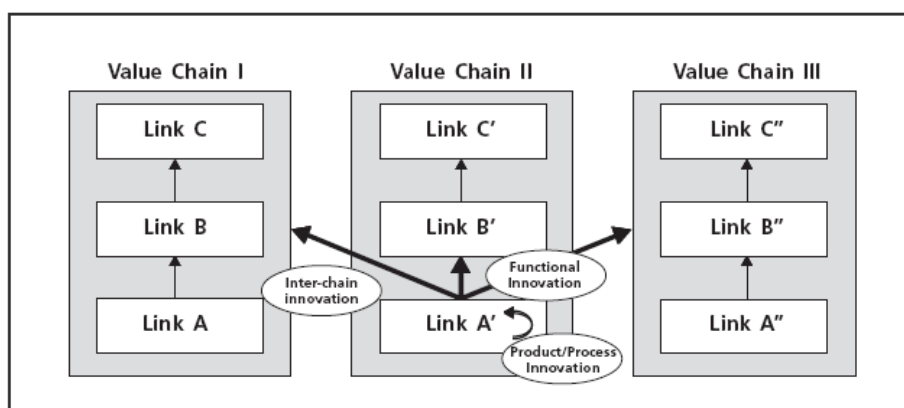 Value Chain I
Value Chain II
Value Chain III
Link C
Link C′
Link C″
Link B
Link B′
Link B″
Inter-chain
innovation
Functional
Innovation
Link A
Link A′
Link A″
Product/Process
Innovation